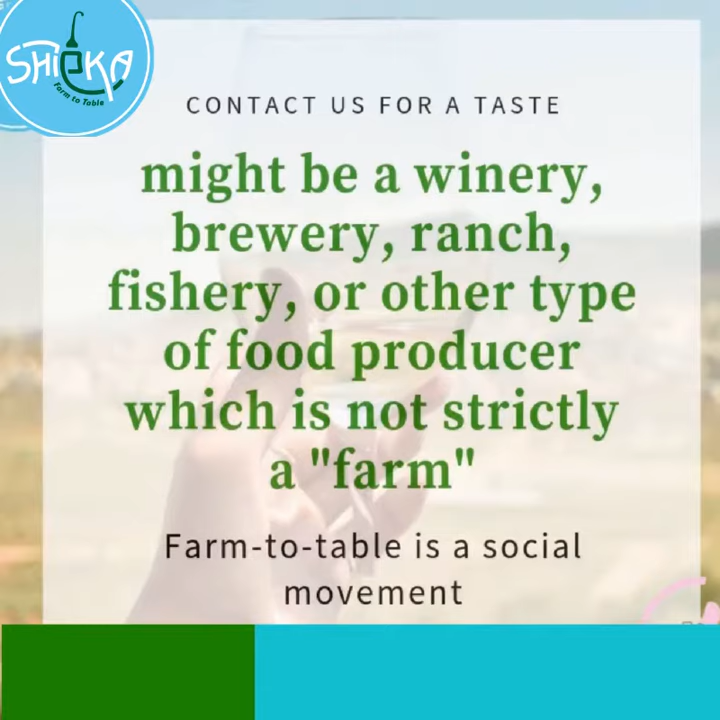 SHiOKA
Farm to Table
CONTACT US FOR A TASTE
might be a winery,
brewery, ranch,
fishery, or other type
of food producer
which is not strictly
a "farm"
Farm-to-table is a social
movement